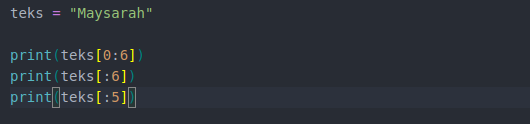 teks = "Maysarah"
print(teks[0:6])
print(teks[:6])
print(teks[:5])